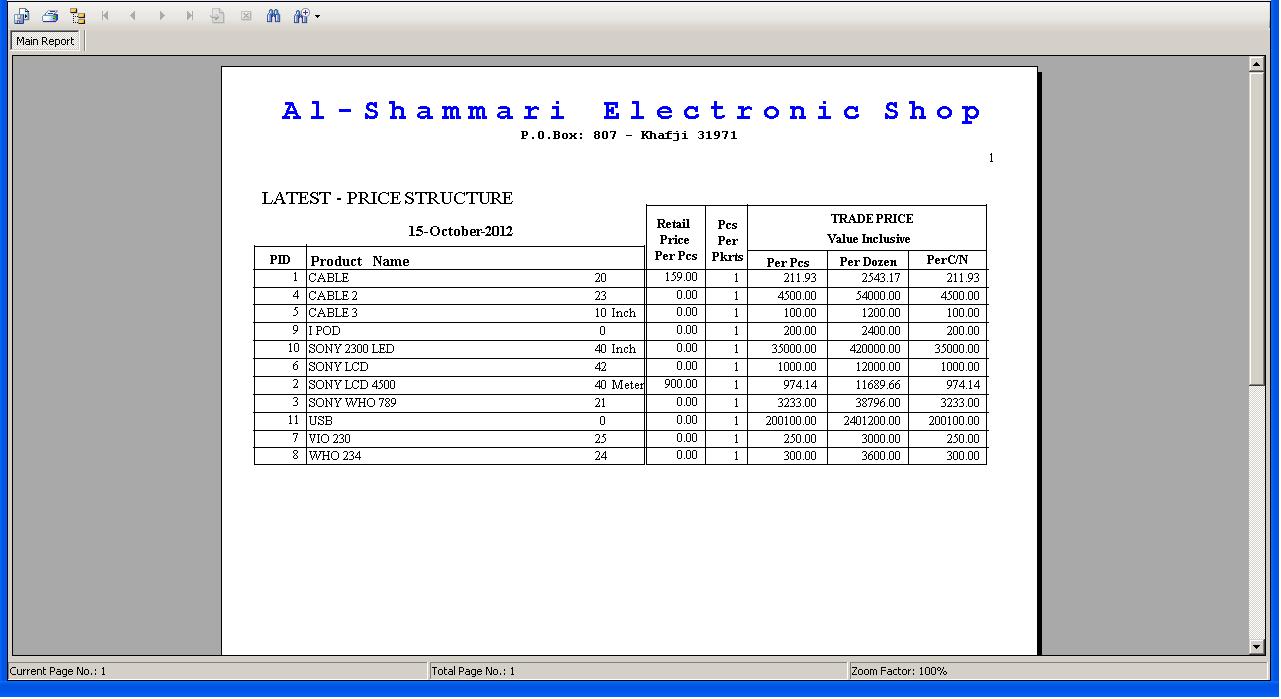 Main Report
Al-Shammari Electronic Shop
P.O.Box: 807 - Khafji 31971
1
LATEST - PRICE STRUCTURE
15-October-2012
Retail Price Per Pcs
Pcs Per Pkrts
TRADE PRICE
Value Inclusive
PID Product Name Per Pcs Per Dozen PerC/N
1 CABLE 20 159.00 1 211.93 2543.17 211.93
4 CABLE 2 23 0.00 1 4500.00 54000.00 4500.00
5 CABLE 3 10 Inch 0.00 1 100.00 1200.00 100.00
9 I POD 0 0.00 1 200.00 2400.00 200.00
10 SONY 2300 LED 40 Inch 0.00 1 35000.00 420000.00 35000.00
6 SONY LCD 42 0.00 1 1000.00 12000.00 1000.00
2 SONY LCD 4500 40 Meter 900.00 1 974.14 11689.66 974.14
3 SONY WHO 789 21 0.00 1 3233.00 38796.00 3233.00
11 USB 0 0.00 1 200100.00 2401200.00 200100.00
7 VIO 230 25 0.00 1 250.00 3000.00 250.00
8 WHO 234 24 0.00 1 300.00 3600.00 300.00
Current Page No.: 1 Total Page No.: 1 Zoom Factor: 100%